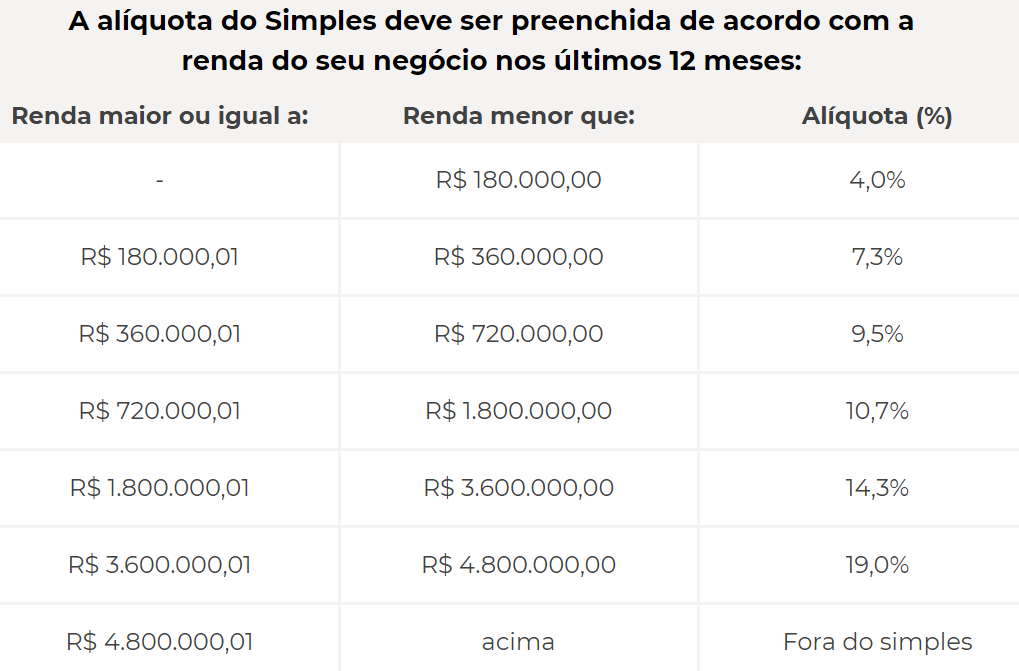 A alíquota do Simples deve ser preenchida de acordo com a
renda do seu negócio nos últimos 12 meses:
Renda maior ou igual a: Renda menor que: Alíquota (%)
- R$ 180.000,00 4,0%
R$ 180.000,01 R$ 360.000,00 7,3%
R$ 360.000,01 R$ 720.000,00 9,5%
R$ 720.000,01 R$ 1.800.000,00 10,7%
R$ 1.800.000,01 R$ 3.600.000,00 14,3%
R$ 3.600.000,01 R$ 4.800.000,00 19,0%
R$ 4.800.000,01 acima Fora do simples